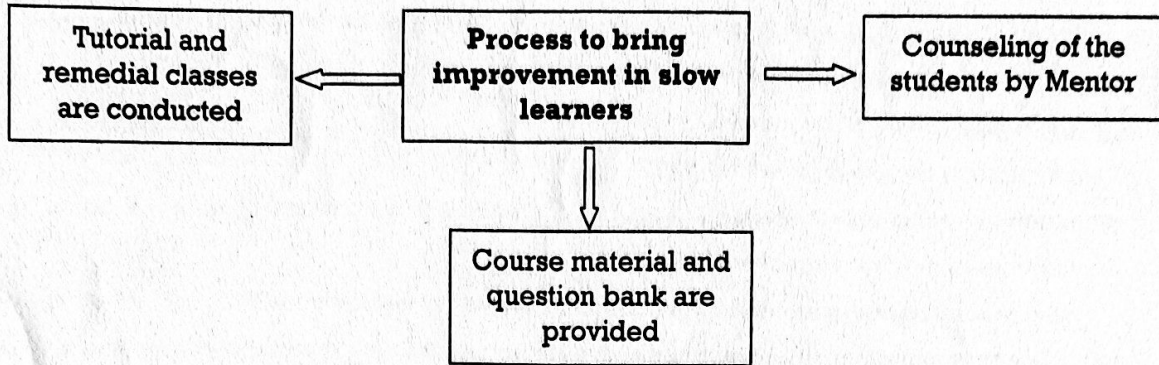 Tutorial and
remedial classes
are conducted
Process to bring
improvement in slow
learners
Counseling of the
students by Mentor
Course material and
question bank are
provided